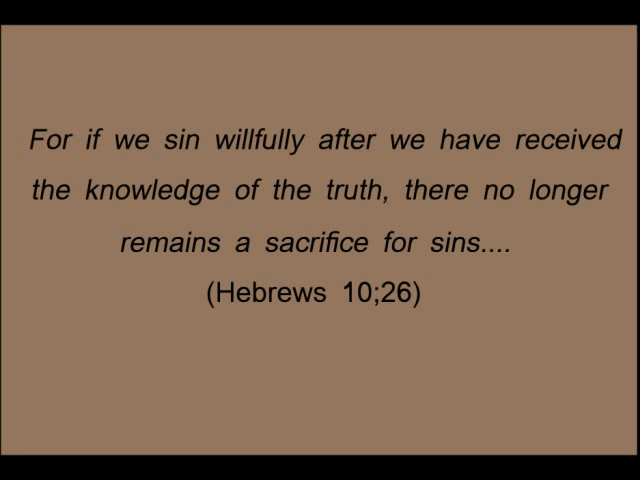 For if we sin willfully after we have received
the knowledge of the truth, there no longer
remains a sacrifice for sins....
(Hebrews 10;26)